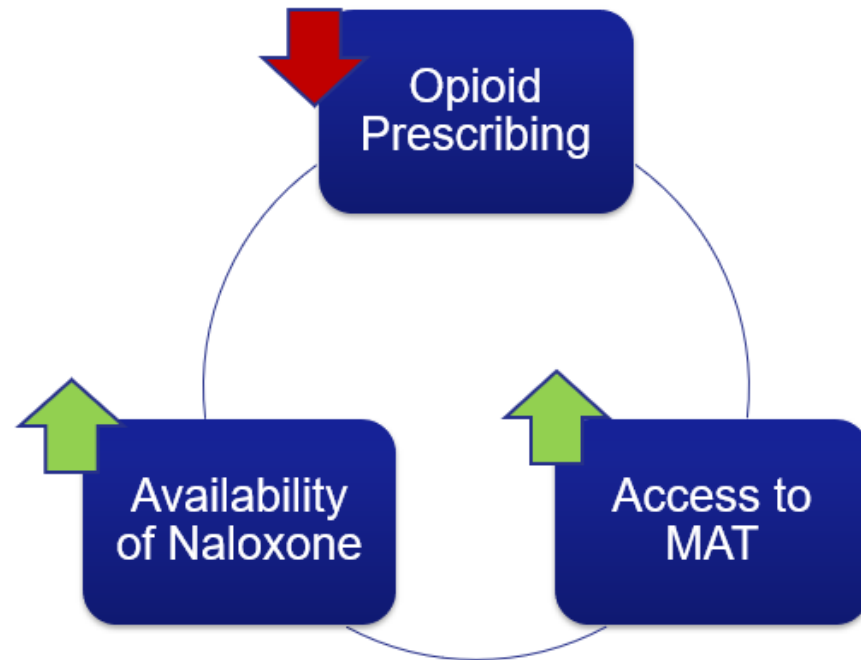 Opioid
Prescribing
Availability
of Naloxone
Access to
MAT